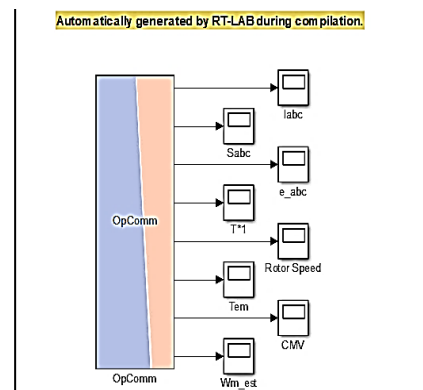 Automatically generated by RT-LAB during compilation.
Iabc
Sabc
e_abc
OpComm
T*1
Rotor Speed
Tem
CMV
OpComm
Wm_est